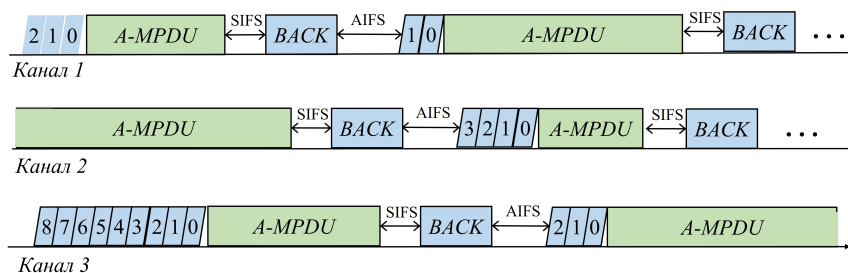 SIFS AIFS SIFS
2 1 0 A-MPDU BACK 1 0 A-MPDU BACK ...
Канал 1
SIFS AIFS SIFS
A-MPDU BACK 3 2 1 0 A-MPDU BACK ...
Канал 2
SIFS AIFS
8 7 6 5 4 3 2 1 0 A-MPDU BACK 2 1 0 A-MPDU
Канал 3